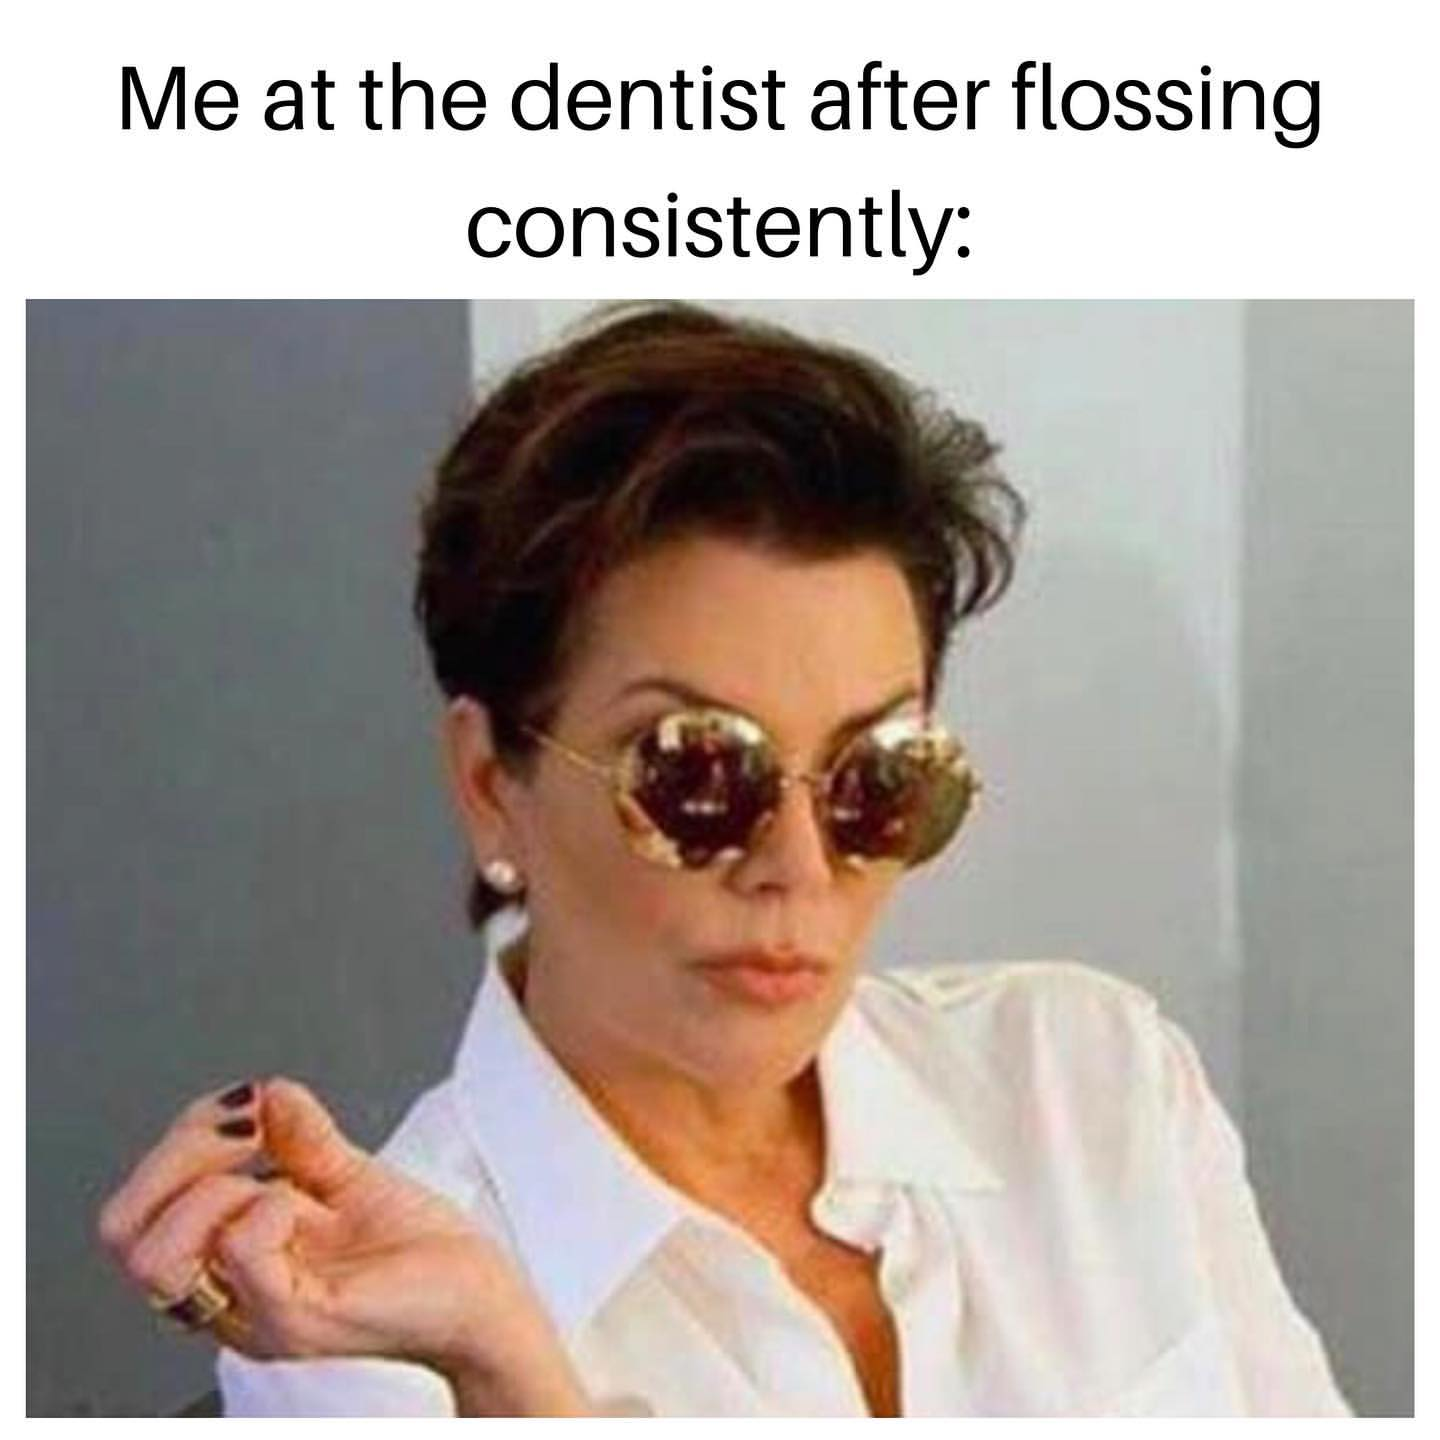 Me at the dentist after flossing
consistently: